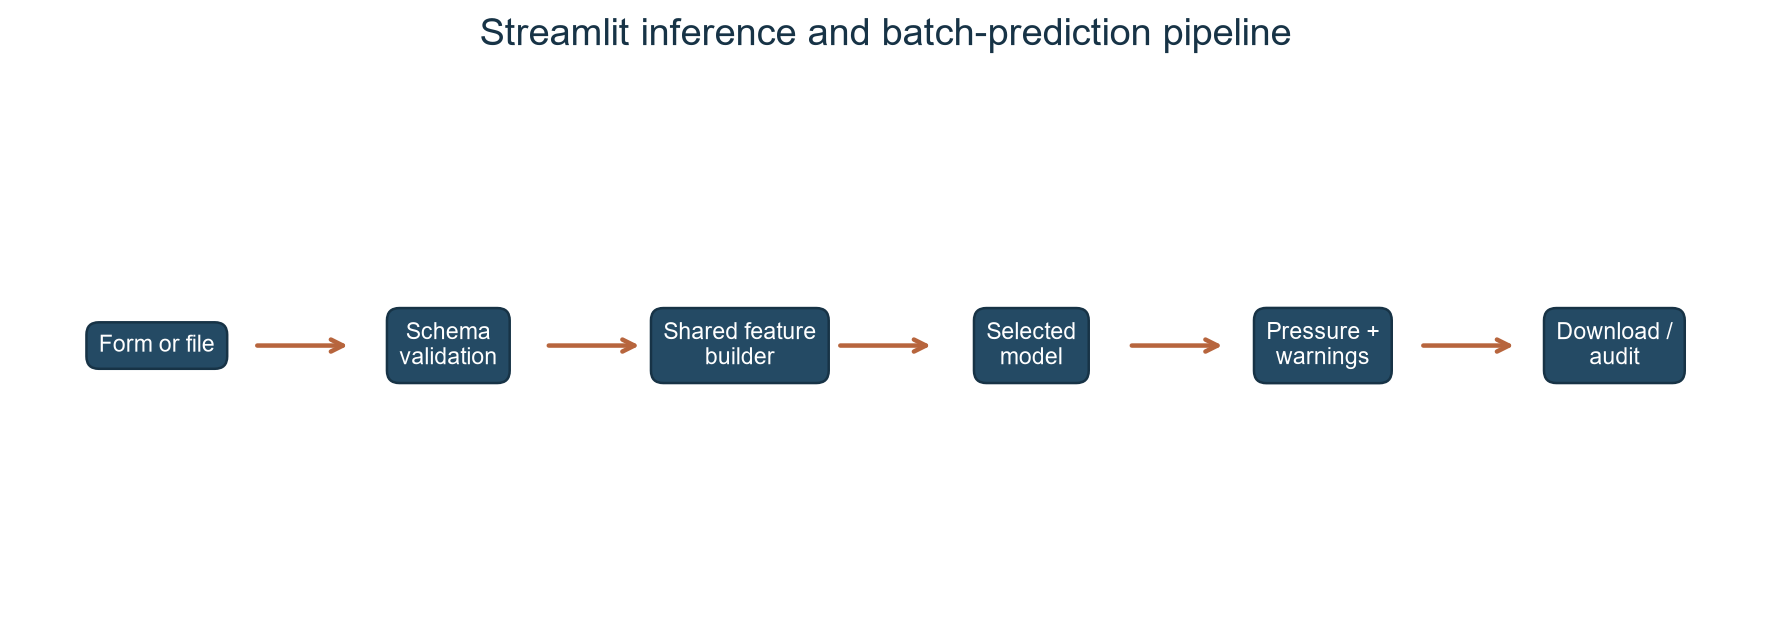 Streamlit inference and batch-prediction pipeline
Form or file
Schema
validation
Shared feature
builder
Selected
model
Pressure +
warnings
Download /
audit